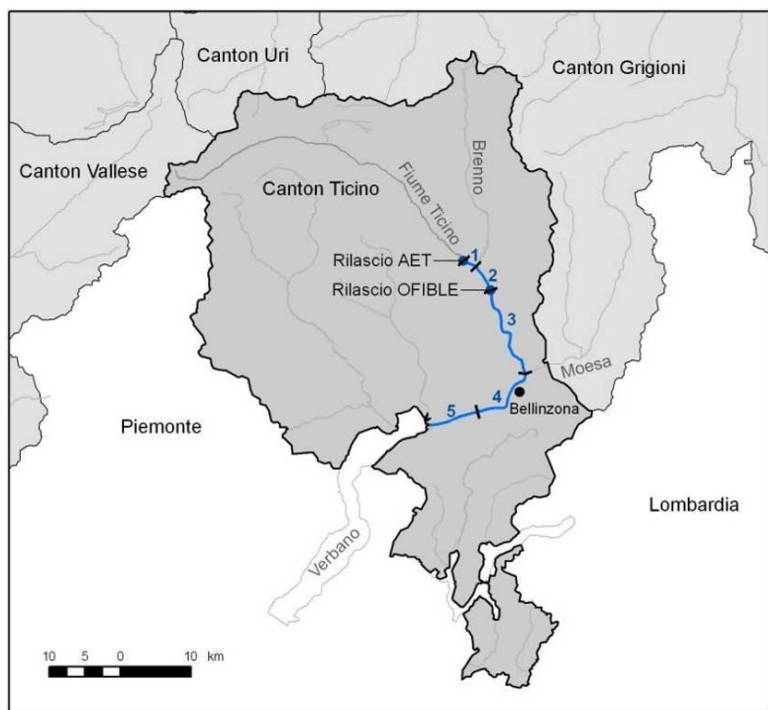 Canton Uri
Canton Grigioni
Canton Vallese
Canton Ticino
Fiume Ticino
Brenno
Rilascio AET
1
Rilascio OFIBLE
2
3
Moesa
4
5
Bellinzona
Piemonte
Lombardia
Verbano
10 5 0 10 km